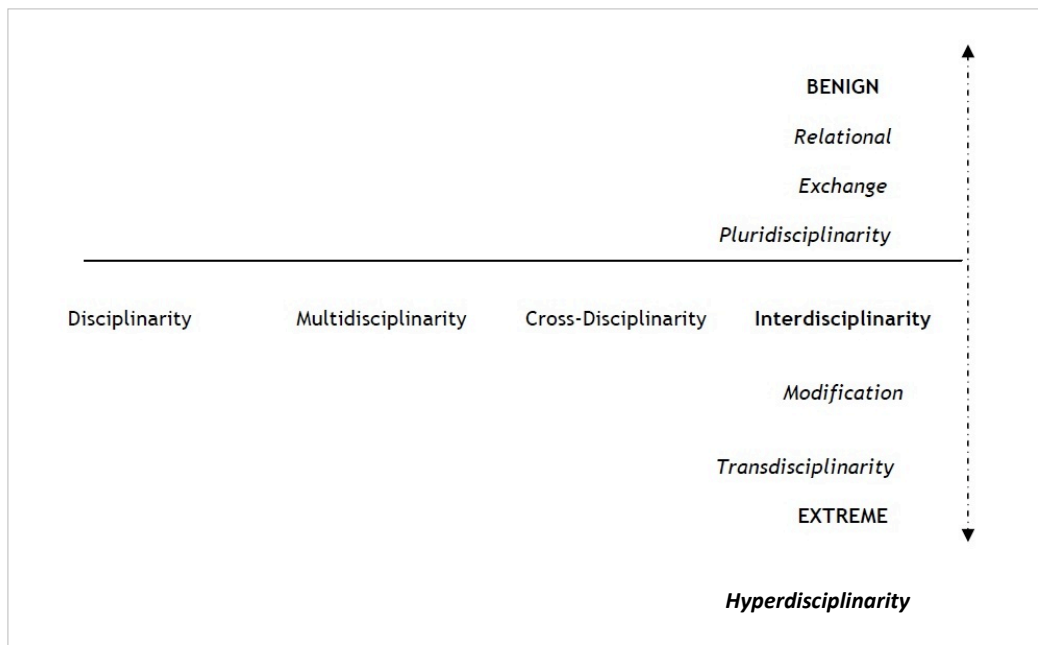 BENIGN
Relational
Exchange
Pluridisciplinarity
Disciplinarity Multidisciplinarity Cross-Disciplinarity Interdisciplinarity
Modification
Transdisciplinarity
EXTREME
Hyperdisciplinarity